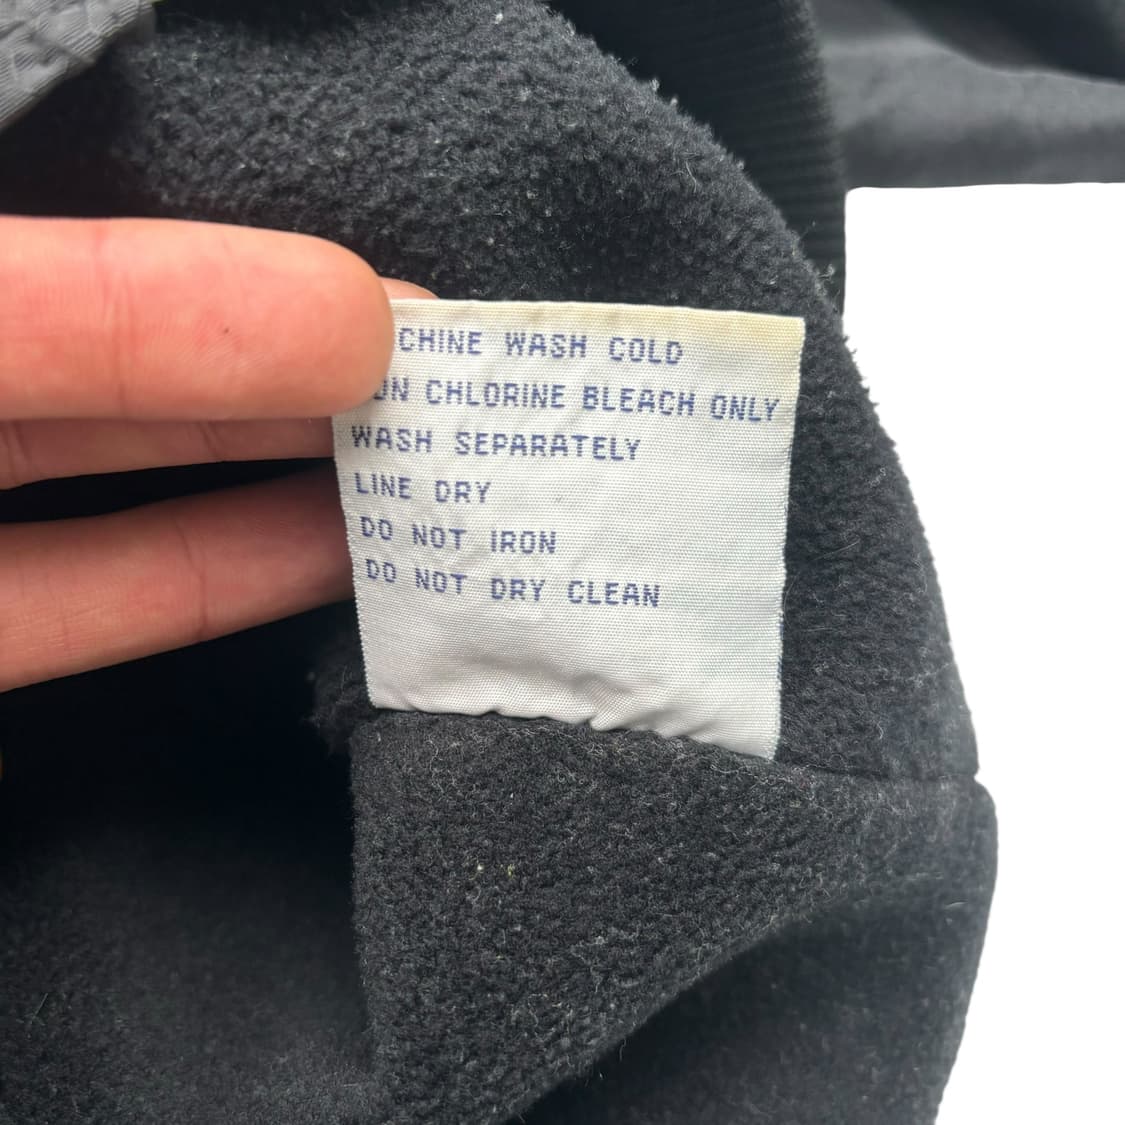 CHINE WASH COLD
ON CHLORINE BLEACH ONLY
WASH SEPARATELY
LINE DRY
DO NOT IRON
DO NOT DRY CLEAN